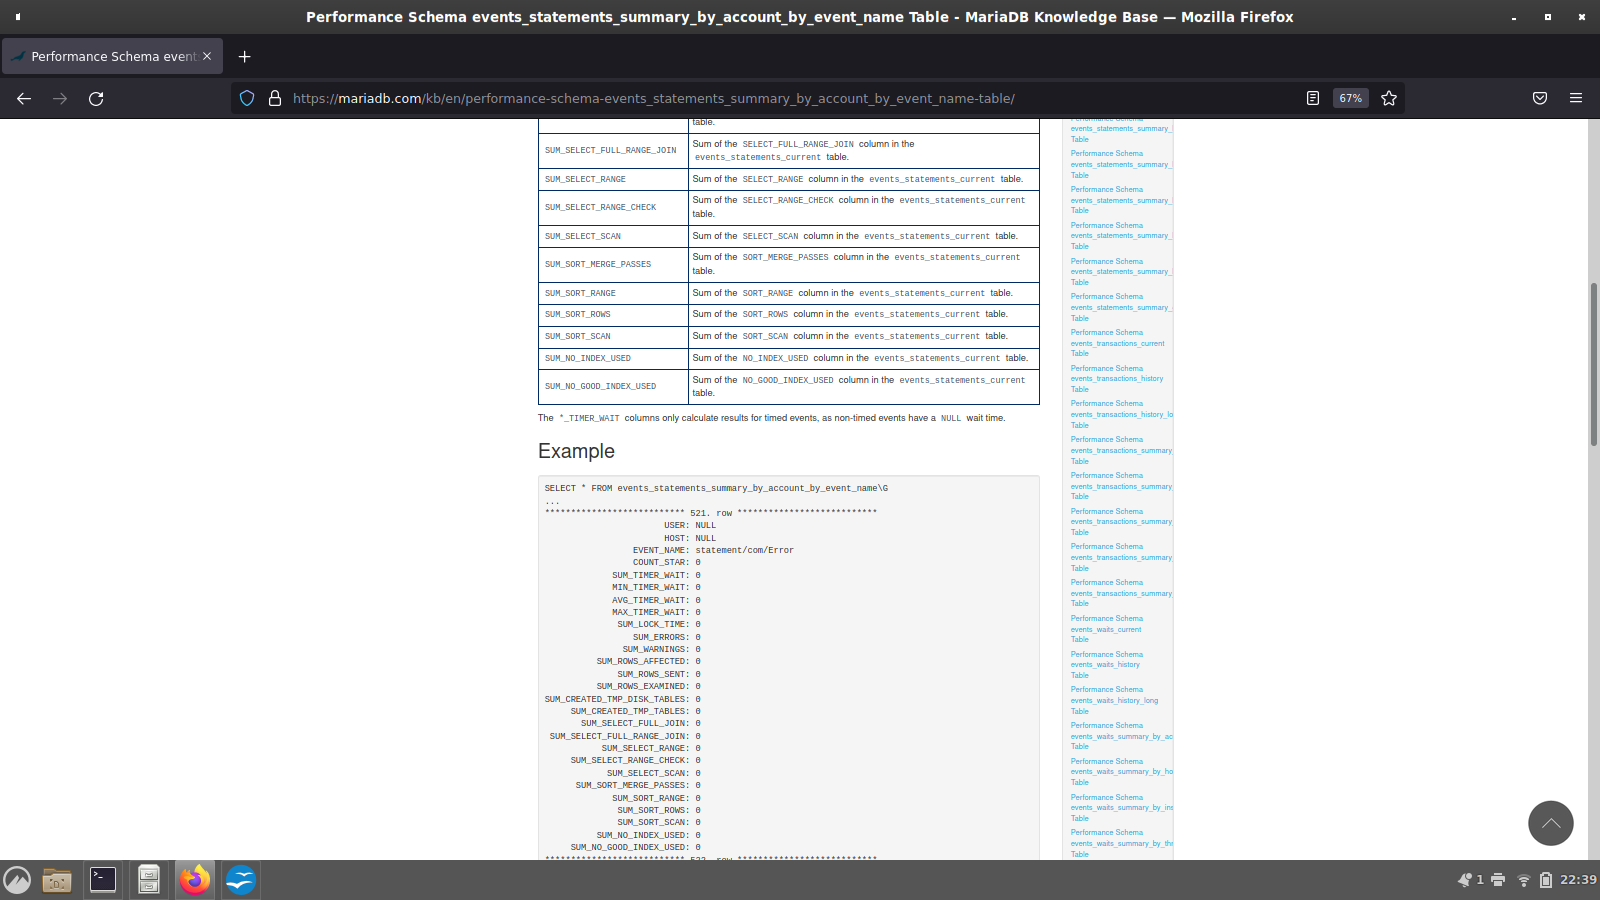 Performance Schema events_statements_summary_by_account_by_event_name Table - MariaDB Knowledge Base — Mozilla Firefox
Performance Schema event
https://mariadb.com/kb/en/performance-schema-events_statements_summary_by_account_by_event_name-table/
67%
table.
SUM_SELECT_FULL_RANGE_JOIN
Sum of the SELECT_FULL_RANGE_JOIN column in the
events_statements_current table.
SUM_SELECT_RANGE
Sum of the SELECT_RANGE column in the events_statements_current table.
SUM_SELECT_RANGE_CHECK
Sum of the SELECT_RANGE_CHECK column in the events_statements_current
table.
SUM_SELECT_SCAN
Sum of the SELECT_SCAN column in the events_statements_current table.
SUM_SORT_MERGE_PASSES
Sum of the SORT_MERGE_PASSES column in the events_statements_current
table.
SUM_SORT_RANGE
Sum of the SORT_RANGE column in the events_statements_current table.
SUM_SORT_ROWS
Sum of the SORT_ROWS column in the events_statements_current table.
SUM_SORT_SCAN
Sum of the SORT_SCAN column in the events_statements_current table.
SUM_NO_INDEX_USED
Sum of the NO_INDEX_USED column in the events_statements_current table.
SUM_NO_GOOD_INDEX_USED
Sum of the NO_GOOD_INDEX_USED column in the events_statements_current
table.
The *_TIMER_WAIT columns only calculate results for timed events, as non-timed events have a NULL wait time.
Example
SELECT * FROM events_statements_summary_by_account_by_event_name\G
...
*************************** 521. row ***************************
USER: NULL
HOST: NULL
EVENT_NAME: statement/com/Error
COUNT_STAR: 0
SUM_TIMER_WAIT: 0
MIN_TIMER_WAIT: 0
AVG_TIMER_WAIT: 0
MAX_TIMER_WAIT: 0
SUM_LOCK_TIME: 0
SUM_ERRORS: 0
SUM_WARNINGS: 0
SUM_ROWS_AFFECTED: 0
SUM_ROWS_SENT: 0
SUM_ROWS_EXAMINED: 0
SUM_CREATED_TMP_DISK_TABLES: 0
SUM_CREATED_TMP_TABLES: 0
SUM_SELECT_FULL_JOIN: 0
SUM_SELECT_FULL_RANGE_JOIN: 0
SUM_SELECT_RANGE: 0
SUM_SELECT_RANGE_CHECK: 0
SUM_SELECT_SCAN: 0
SUM_SORT_MERGE_PASSES: 0
SUM_SORT_RANGE: 0
SUM_SORT_ROWS: 0
SUM_SORT_SCAN: 0
SUM_NO_INDEX_USED: 0
SUM_NO_GOOD_INDEX_USED: 0
*************************** 522. row ***************************
Performance Schema
events_statements_summary_
Table
Performance Schema
events_statements_summary_
Table
Performance Schema
events_statements_summary_
Table
Performance Schema
events_statements_summary_
Table
Performance Schema
events_statements_summary_
Table
Performance Schema
events_statements_summary_
Table
Performance Schema
events_transactions_current
Table
Performance Schema
events_transactions_history
Table
Performance Schema
events_transactions_history_lo
Table
Performance Schema
events_transactions_summary_
Table
Performance Schema
events_transactions_summary_
Table
Performance Schema
events_transactions_summary_
Table
Performance Schema
events_transactions_summary_
Table
Performance Schema
events_transactions_summary_
Table
Performance Schema
events_waits_current
Table
Performance Schema
events_waits_history
Table
Performance Schema
events_waits_history_long
Table
Performance Schema
events_waits_summary_by_ac
Table
Performance Schema
events_waits_summary_by_ho
Table
Performance Schema
events_waits_summary_by_ins
Table
Performance Schema
events_waits_summary_by_thr
Table
1
22:39